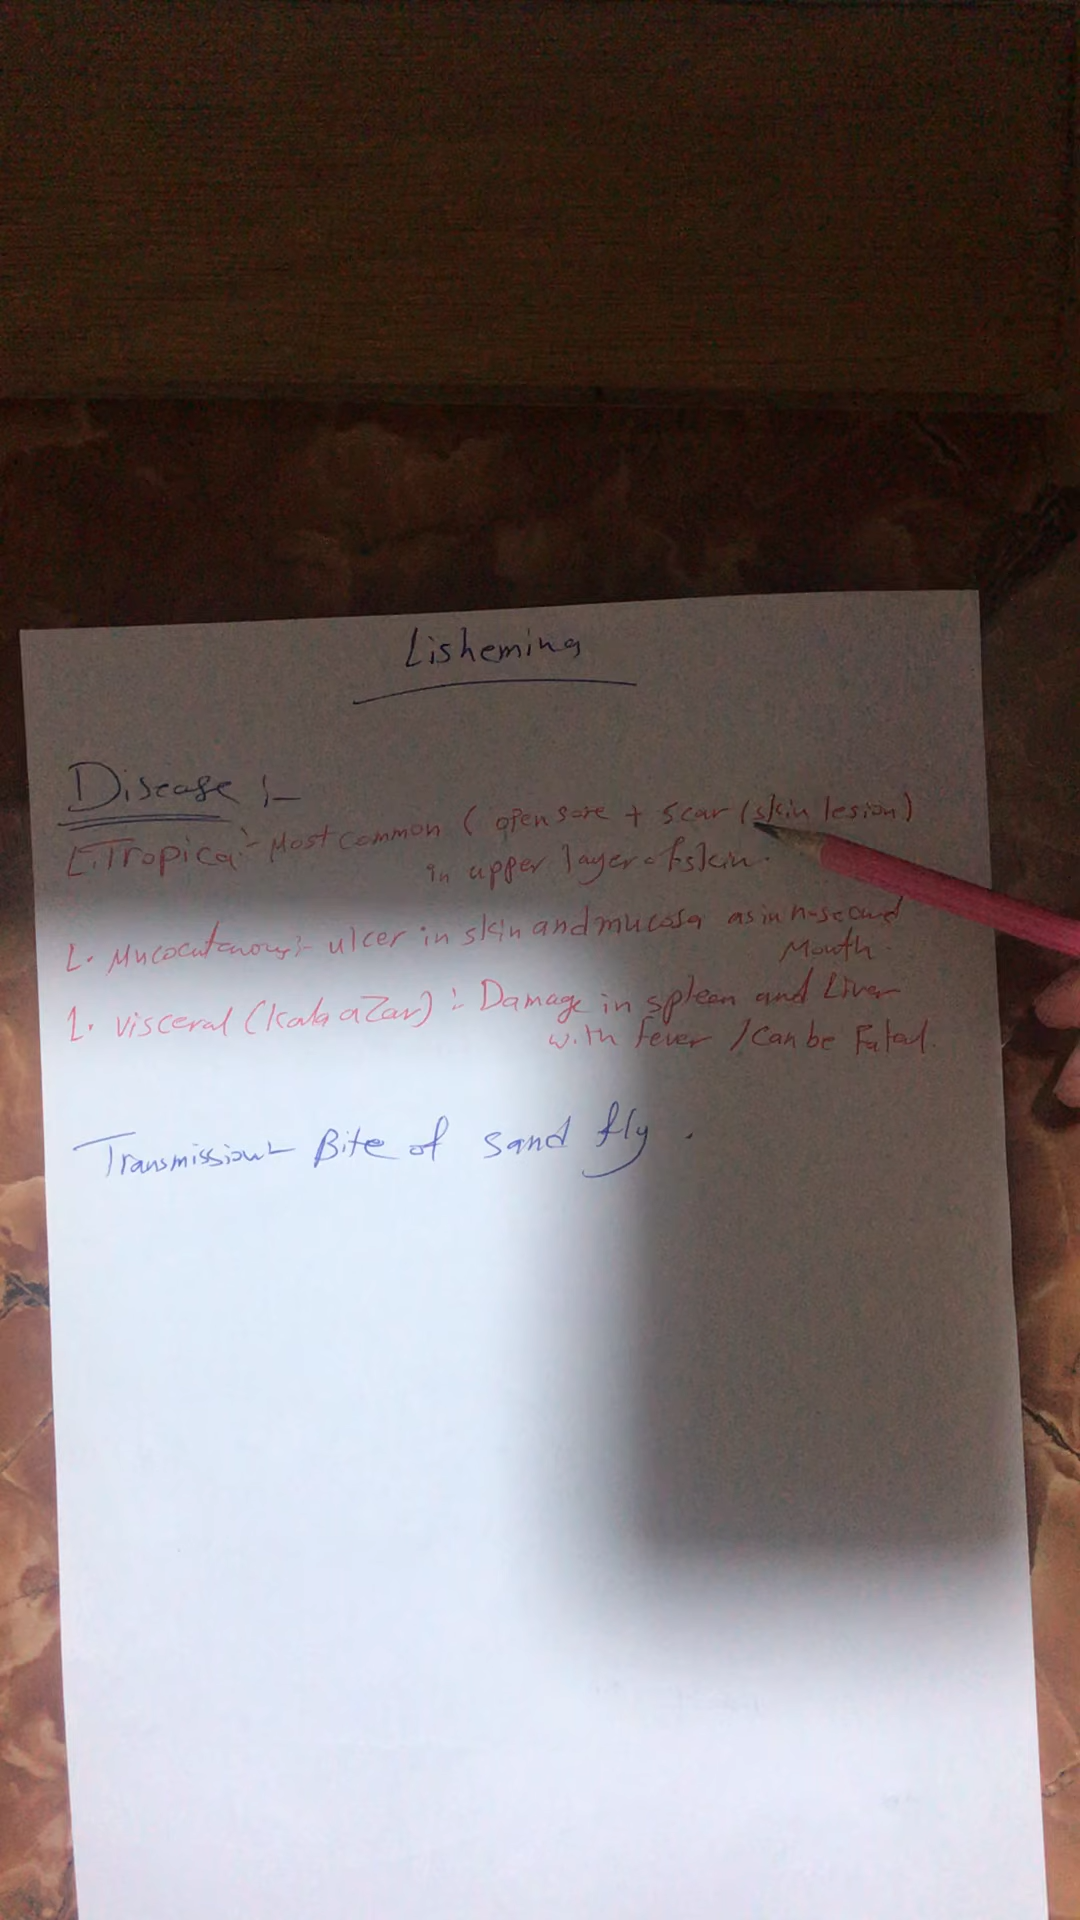 Lisheming
Disease :-
L.Tropica:- Most common ( open sore + scar (skin lesion)
in upper layer of skin.
L. Mucocutenous:- ulcer in skin and mucosa as in and
Mouth.
L. visceral (kala aZar) :- Damage in spleen and Liver
with fever / Can be Fatal.
Transmission:- Bite of sand fly .